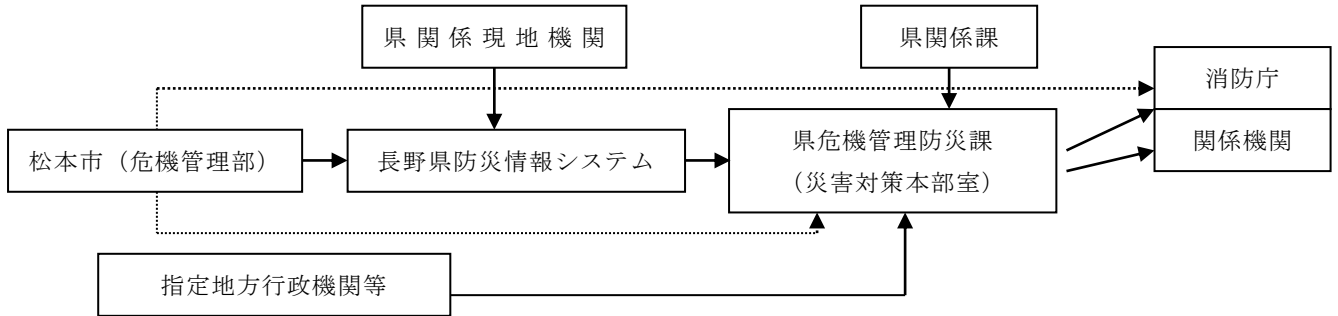 県関係現地機関
県関係課
消防庁
関係機関
松本市（危機管理部）
長野県防災情報システム
県危機管理防災課
（災害対策本部室）
指定地方行政機関等